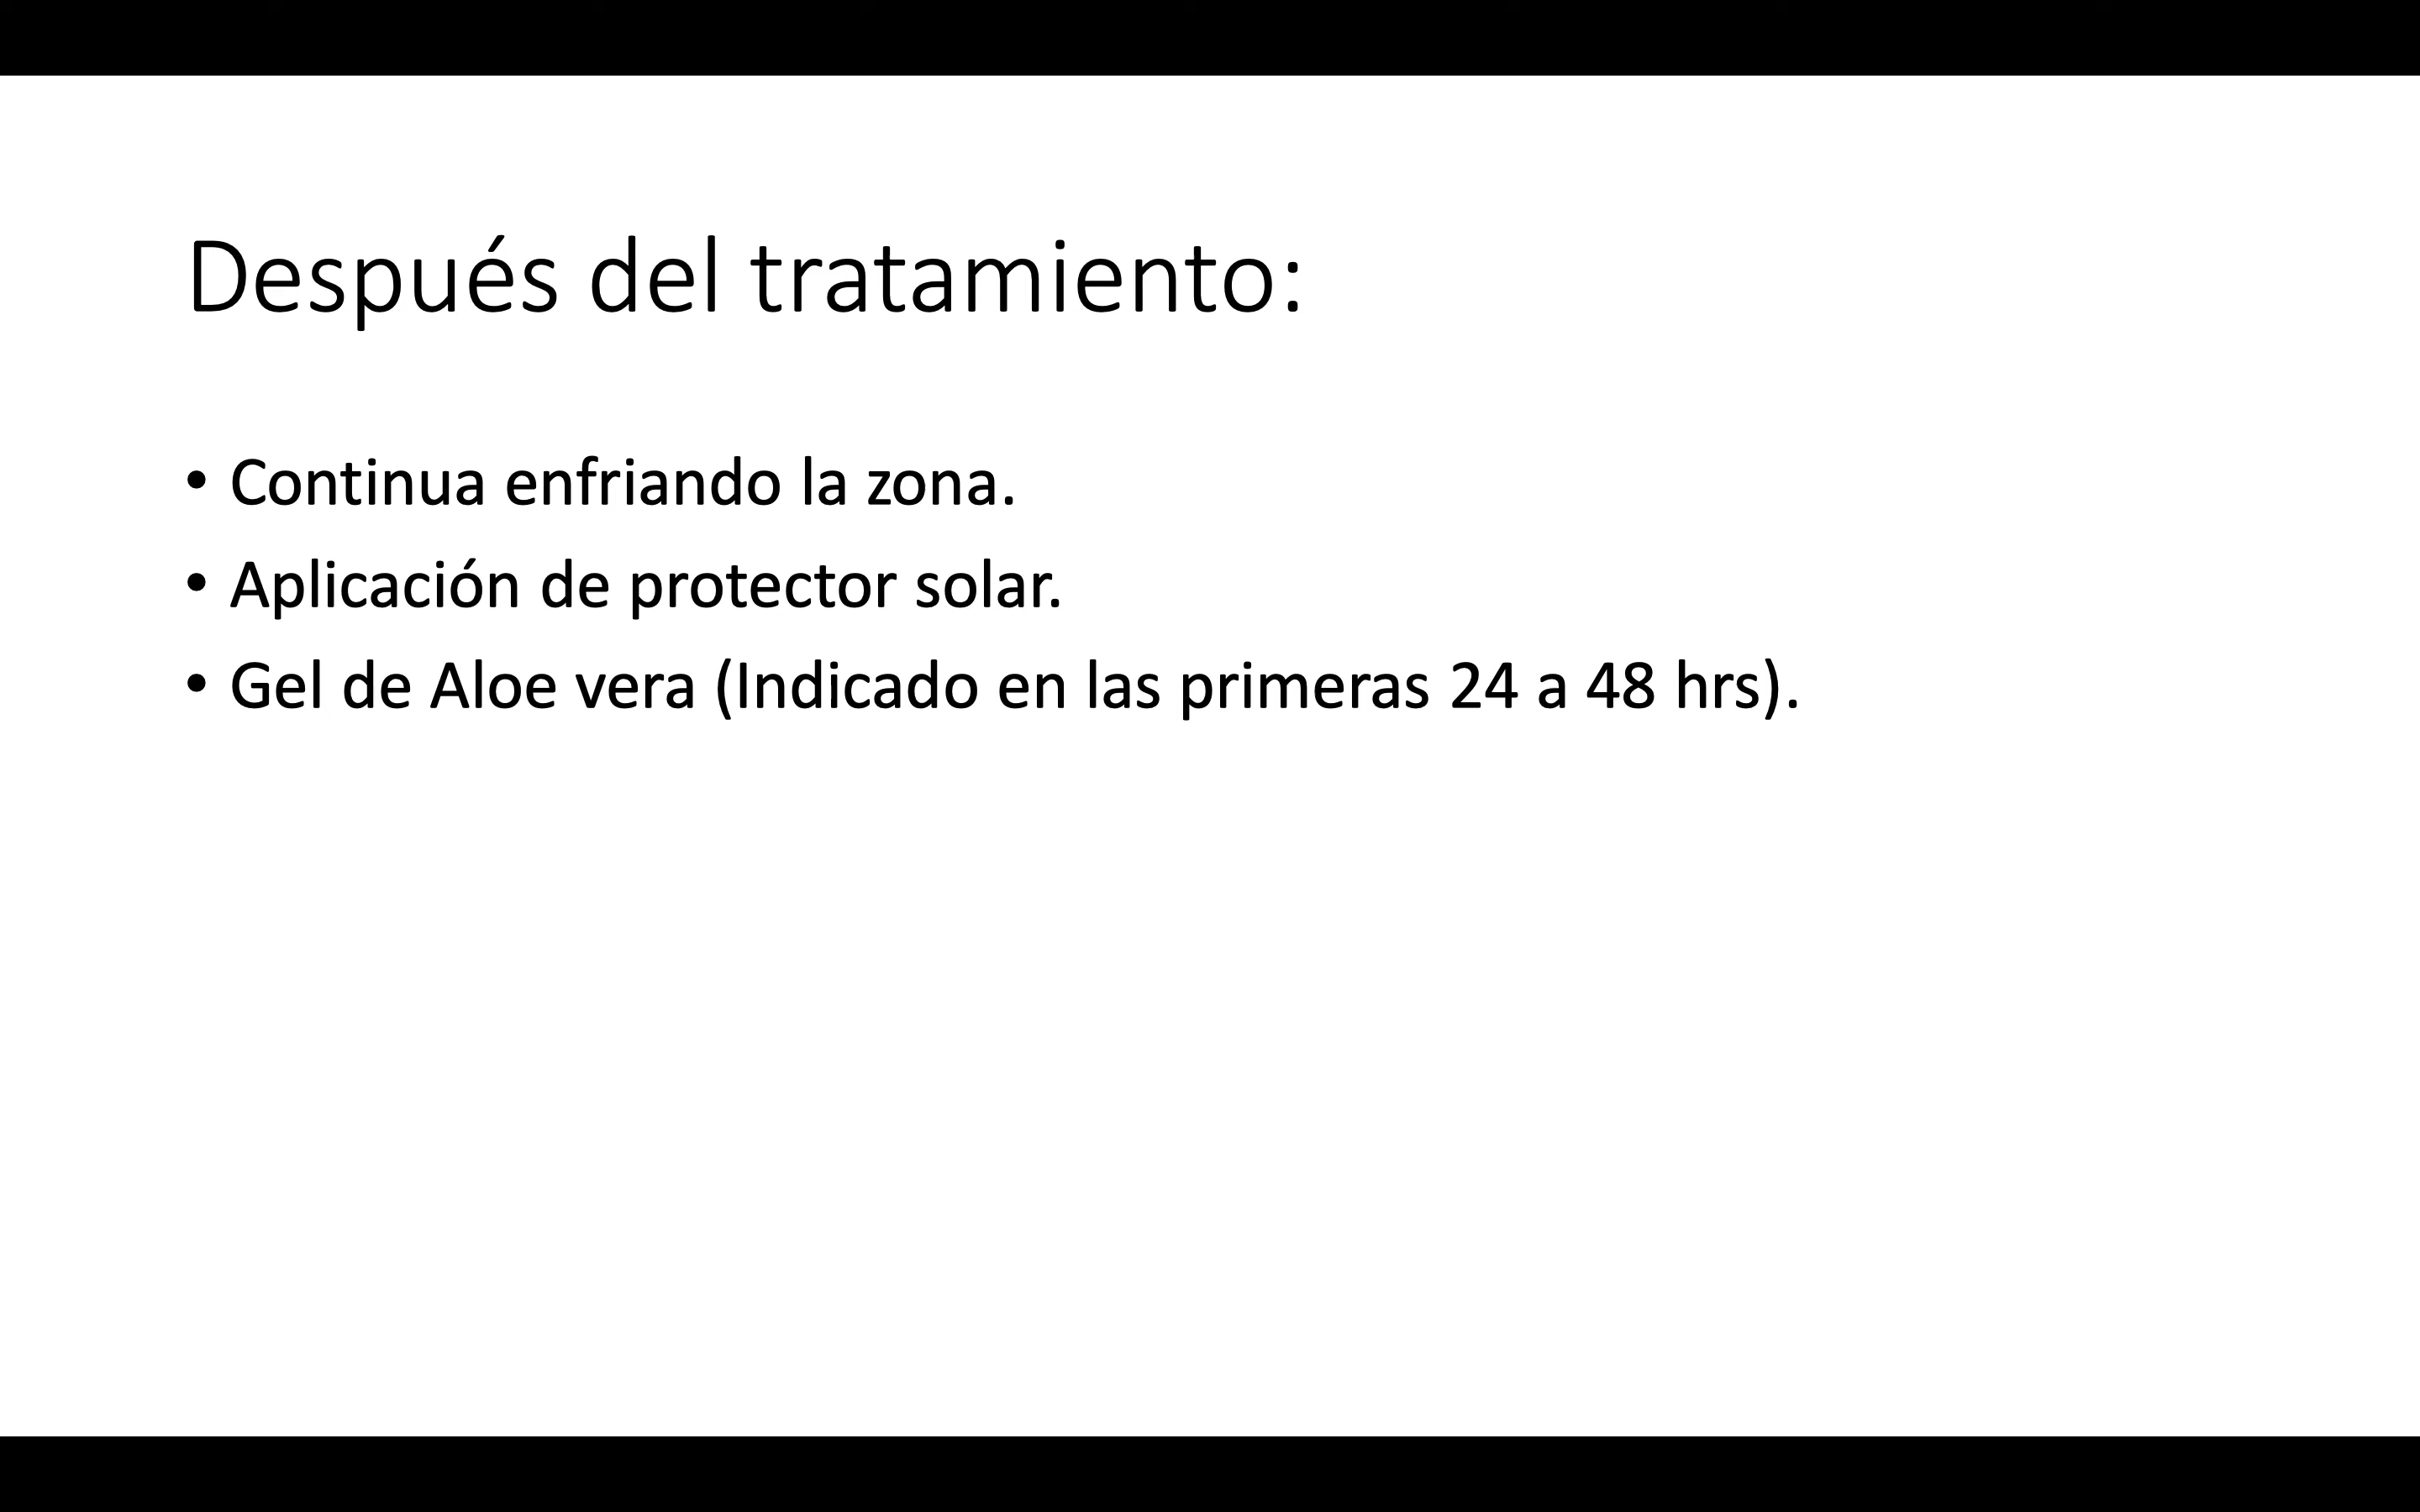 Después del tratamiento:
• Continua enfriando la zona.
• Aplicación de protector solar.
• Gel de Aloe vera (Indicado en las primeras 24 a 48 hrs).